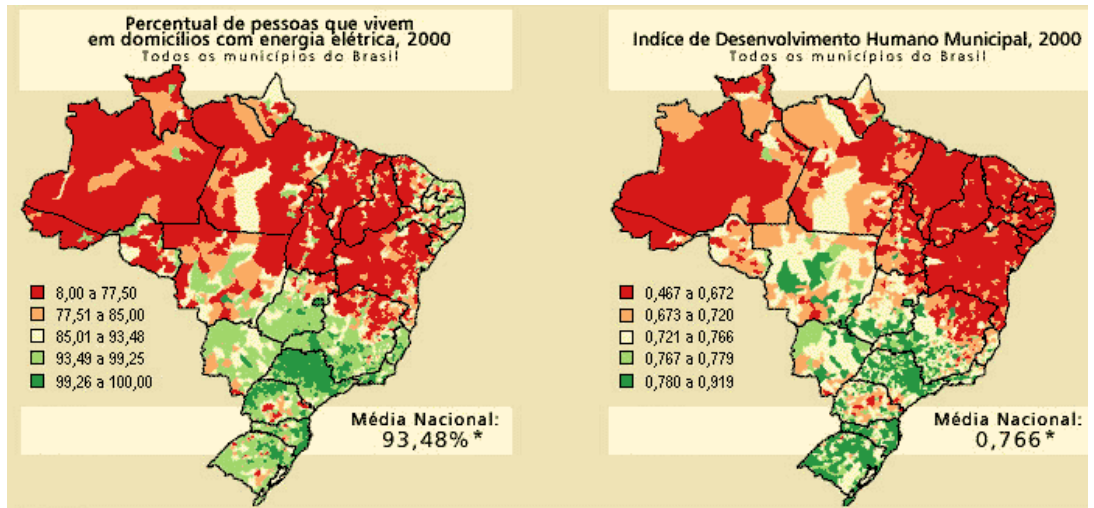 Percentual de pessoas que vivem
em domicílios com energia elétrica, 2000
Todos os municípios do Brasil
8,00 a 77,50
77,51 a 85,00
85,01 a 93,48
93,49 a 99,25
99,26 a 100,00
Média Nacional:
93,48%*
Indíce de Desenvolvimento Humano Municipal, 2000
Todos os municípios do Brasil
0,467 a 0,672
0,673 a 0,720
0,721 a 0,766
0,767 a 0,779
0,780 a 0,919
Média Nacional:
0,766*